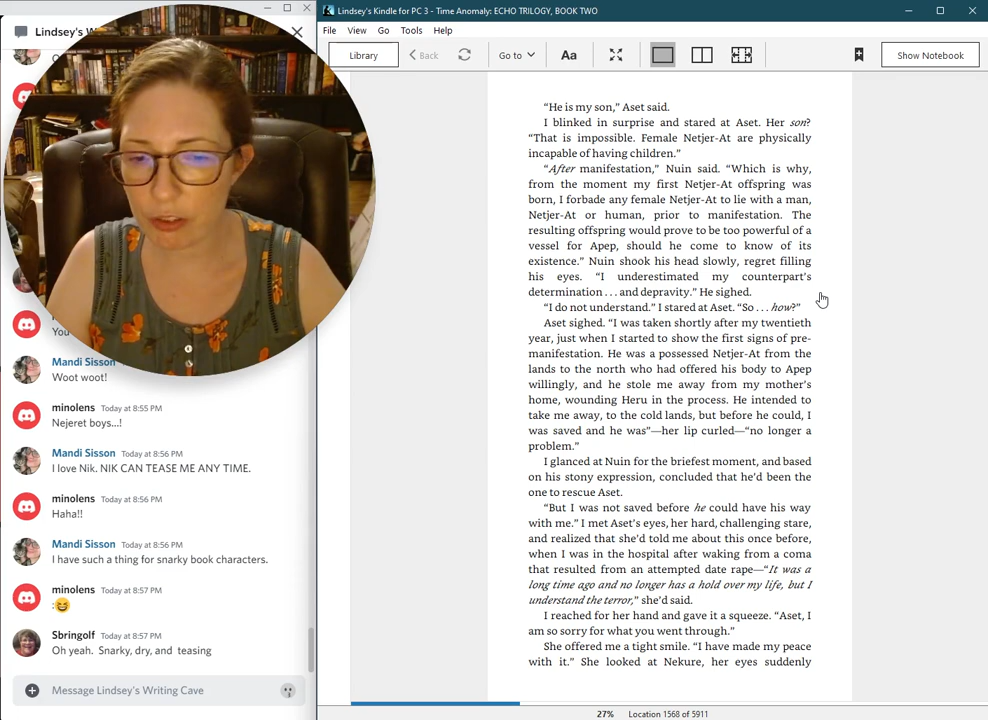 Lindsey's W
Mandi Sisson
Woot woot!
minolens Today at 8:55 PM
Nejeret boys...!
Mandi Sisson Today at 8:56 PM
I love Nik. NIK CAN TEASE ME ANY TIME.
minolens Today at 8:56 PM
Haha!!
Mandi Sisson Today at 8:56 PM
I have such a thing for snarky book characters.
minolens Today at 8:57 PM
:
Sbringolf Today at 8:57 PM
Oh yeah. Snarky, dry, and teasing
Message Lindsey's Writing Cave
Lindsey's Kindle for PC 3 - Time Anomaly: ECHO TRILOGY, BOOK TWO
File View Go Tools Help
Library Back Go to Aa Show Notebook
“He is my son,” Aset said.
I blinked in surprise and stared at Aset. Her son?
“That is impossible. Female Netjer-At are physically
incapable of having children.”
“After manifestation,” Nuin said. “Which is why,
from the moment my first Netjer-At offspring was
born, I forbade any female Netjer-At to lie with a man,
Netjer-At or human, prior to manifestation. The
resulting offspring would prove to be too powerful of a
vessel for Apep, should he come to know of its
existence.” Nuin shook his head slowly, regret filling
his eyes. “I underestimated my counterpart’s
determination . . . and depravity.” He sighed.
“I do not understand.” I stared at Aset. “So . . . how?”
Aset sighed. “I was taken shortly after my twentieth
year, just when I started to show the first signs of pre-
manifestation. He was a possessed Netjer-At from the
lands to the north who had offered his body to Apep
willingly, and he stole me away from my mother’s
home, wounding Heru in the process. He intended to
take me away, to the cold lands, but before he could, I
was saved and he was”—her lip curled—“no longer a
problem.”
I glanced at Nuin for the briefest moment, and based
on his stony expression, concluded that he’d been the
one to rescue Aset.
“But I was not saved before he could have his way
with me.” I met Aset’s eyes, her hard, challenging stare,
and realized that she’d told me about this once before,
when I was in the hospital after waking from a coma
that resulted from an attempted date rape—“It was a
long time ago and no longer has a hold over my life, but I
understand the terror,” she’d said.
I reached for her hand and gave it a squeeze. “Aset, I
am so sorry for what you went through.”
She offered me a tight smile. “I have made my peace
with it.” She looked at Nekure, her eyes suddenly
27% Location 1568 of 5911